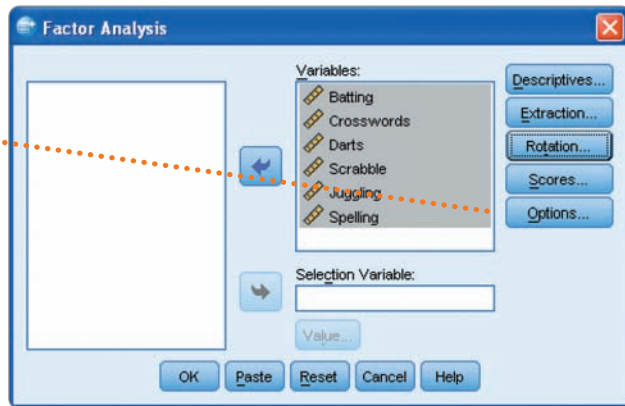 Factor Analysis
Variables:
Batting
Crosswords
Darts
Scrabble
Juggling
Spelling
Descriptives...
Extraction...
Rotation...
Scores...
Options...
Selection Variable:
Value...
OK
Paste
Reset
Cancel
Help